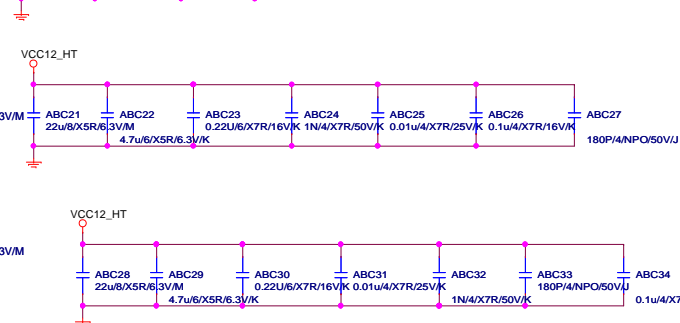 VCC12_HT
3V/M
ABC21
22u/8/X5R/6.3V/M
ABC22
4.7u/6/X5R/6.3V/K
ABC23
0.22U/6/X7R/16V/K
ABC24
1N/4/X7R/50V/K
ABC25
0.01u/4/X7R/25V/K
ABC26
0.1u/4/X7R/16V/K
ABC27
180P/4/NPO/50V/J
VCC12_HT
3V/M
ABC28
22u/8/X5R/6.3V/M
ABC29
4.7u/6/X5R/6.3V/K
ABC30
0.22U/6/X7R/16V/K
ABC31
0.01u/4/X7R/25V/K
ABC32
1N/4/X7R/50V/K
ABC33
180P/4/NPO/50V/J
ABC34
0.1u/4/X7